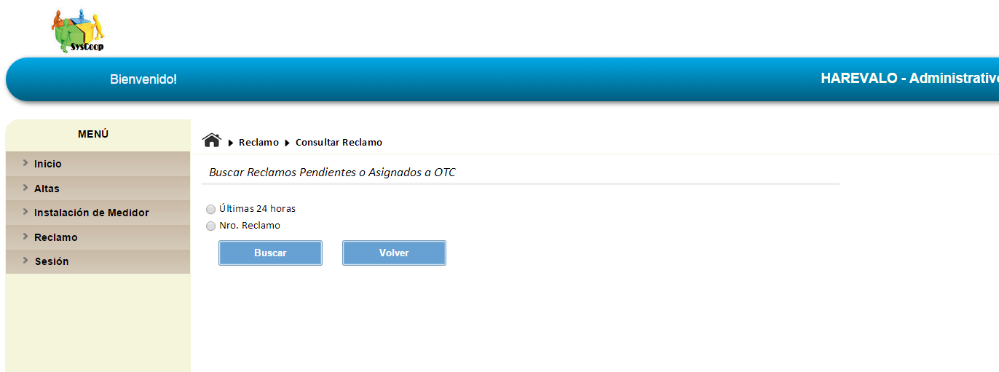 SysCoop
Bienvenido!
HAREVALO - Administrativo
MENÚ
Inicio
Altas
Instalación de Medidor
Reclamo
Sesión
Reclamo Consultar Reclamo
Buscar Reclamos Pendientes o Asignados a OTC
Últimas 24 horas
Nro. Reclamo
Buscar Volver